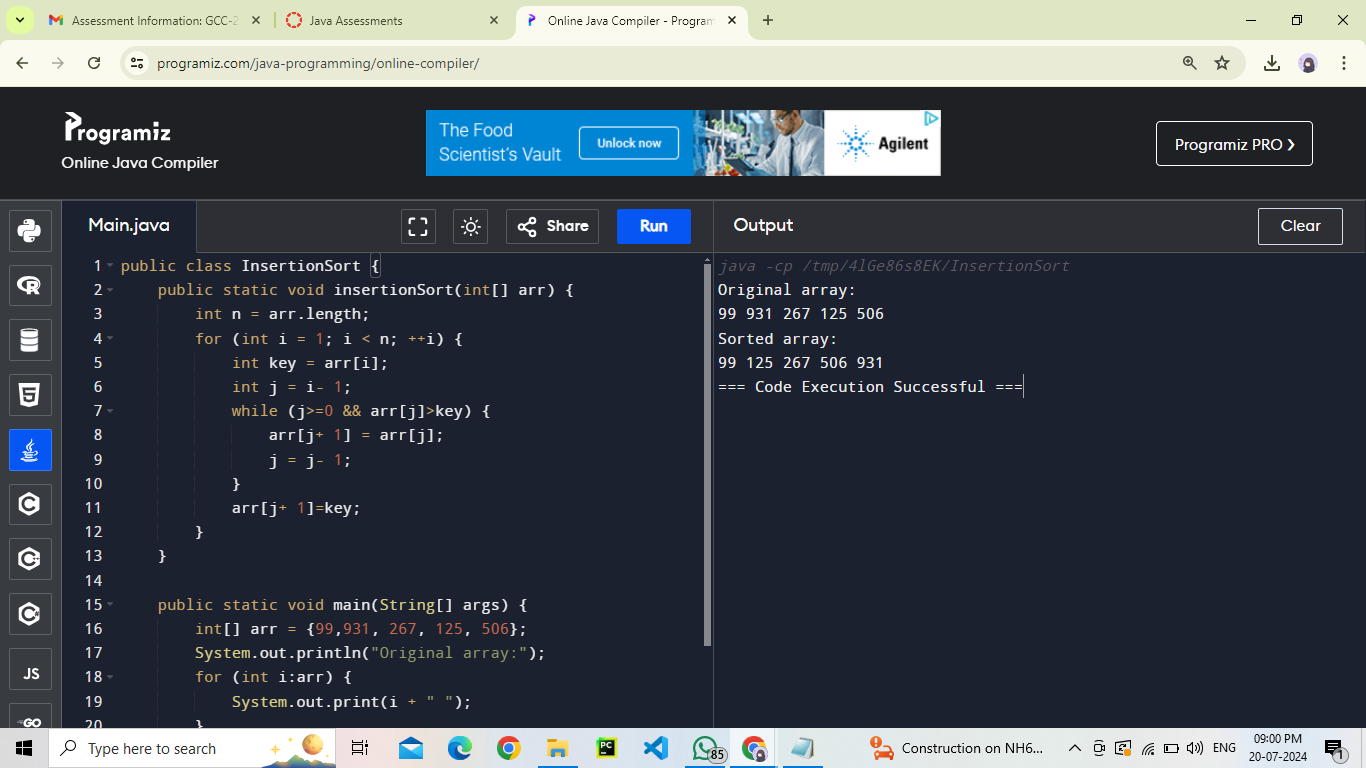 Assessment Information: GCC-2
Java Assessments
Online Java Compiler - Program
programiz.com/java-programming/online-compiler/
Programiz
Online Java Compiler
The Food
Scientist's Vault
Unlock now
Agilent
Programiz PRO ❯
Main.java
Share
Run
Output
Clear
1 public class InsertionSort {
2     public static void insertionSort(int[] arr) {
3         int n = arr.length;
4         for (int i = 1; i < n; ++i) {
5             int key = arr[i];
6             int j = i- 1;
7             while (j>=0 && arr[j]>key) {
8                 arr[j+ 1] = arr[j];
9                 j = j- 1;
10             }
11             arr[j+ 1]=key;
12         }
13     }
14
15     public static void main(String[] args) {
16         int[] arr = {99,931, 267, 125, 506};
17         System.out.println("Original array:");
18         for (int i:arr) {
19             System.out.print(i + " ");
20         }
java -cp /tmp/4lGe86s8EK/InsertionSort
Original array:
99 931 267 125 506
Sorted array:
99 125 267 506 931
=== Code Execution Successful ===
JS
GO
Type here to search
PC
85
Construction on NH6...
ENG
09:00 PM
20-07-2024
1